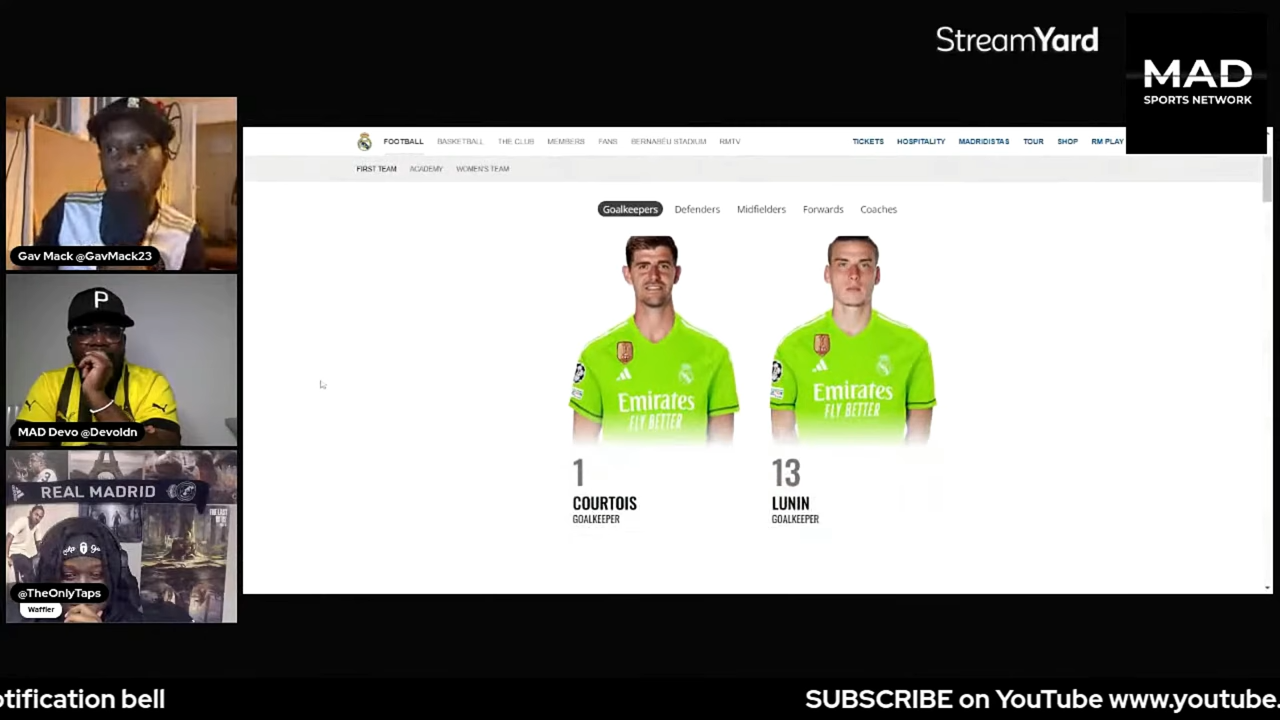 StreamYard
MAD
SPORTS NETWORK
Gav Mack @GavMack23
P
MAD Devo @Devoldn
REAL MADRID
@TheOnlyTaps
Waffler
FOOTBALL BASKETBALL THE CLUB MEMBERS FANS BERNABÉU STADIUM RMTV TICKETS HOSPITALITY MADRIDISTAS TOUR SHOP RM PLAY
FIRST TEAM ACADEMY WOMEN'S TEAM
Goalkeepers Defenders Midfielders Forwards Coaches
Emirates
FLY BETTER
Emirates
FLY BETTER
1
COURTOIS
GOALKEEPER
13
LUNIN
GOALKEEPER
otification bell SUBSCRIBE on YouTube www.youtube.